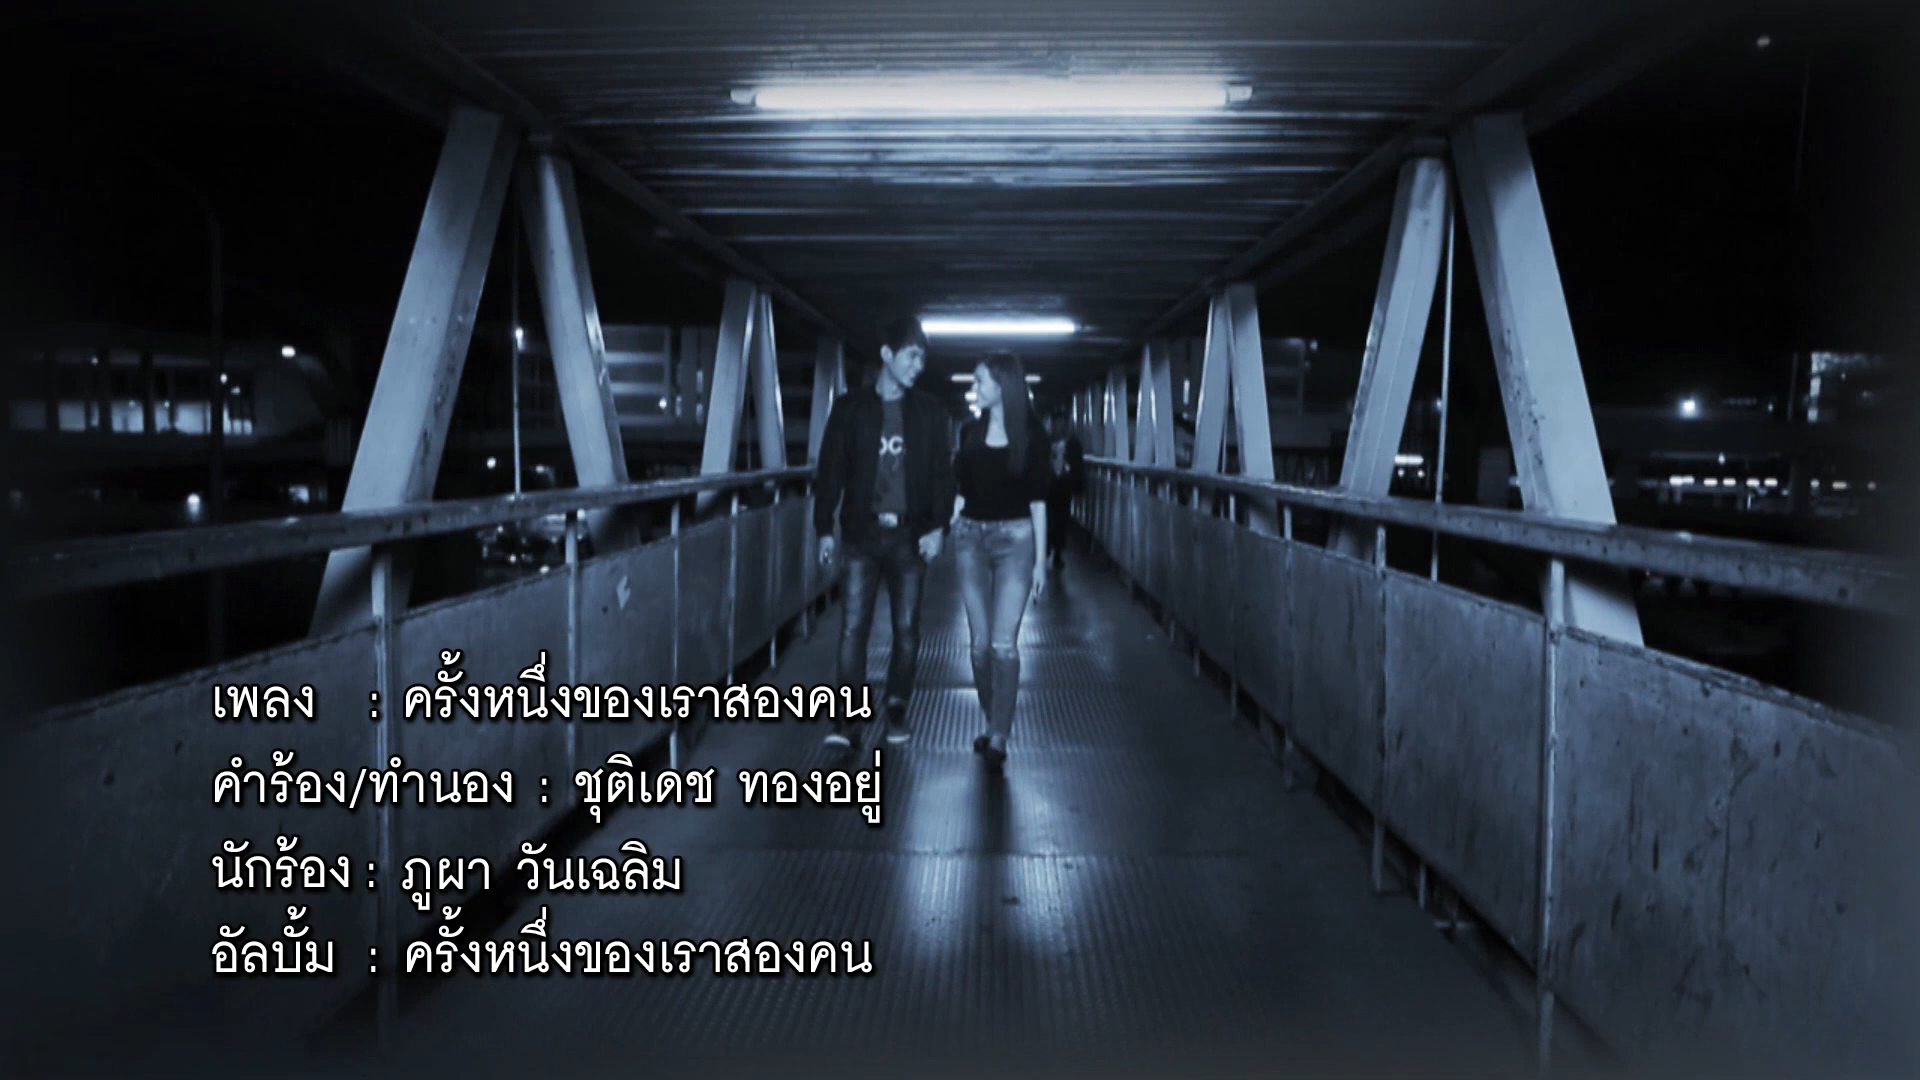 เพลง : ครั้งหนึ่งของเราสองคน
คำร้อง/ทำนอง : ชุติเดช ทองอยู่
นักร้อง : ภูผา วันเฉลิม
อัลบั้ม : ครั้งหนึ่งของเราสองคน